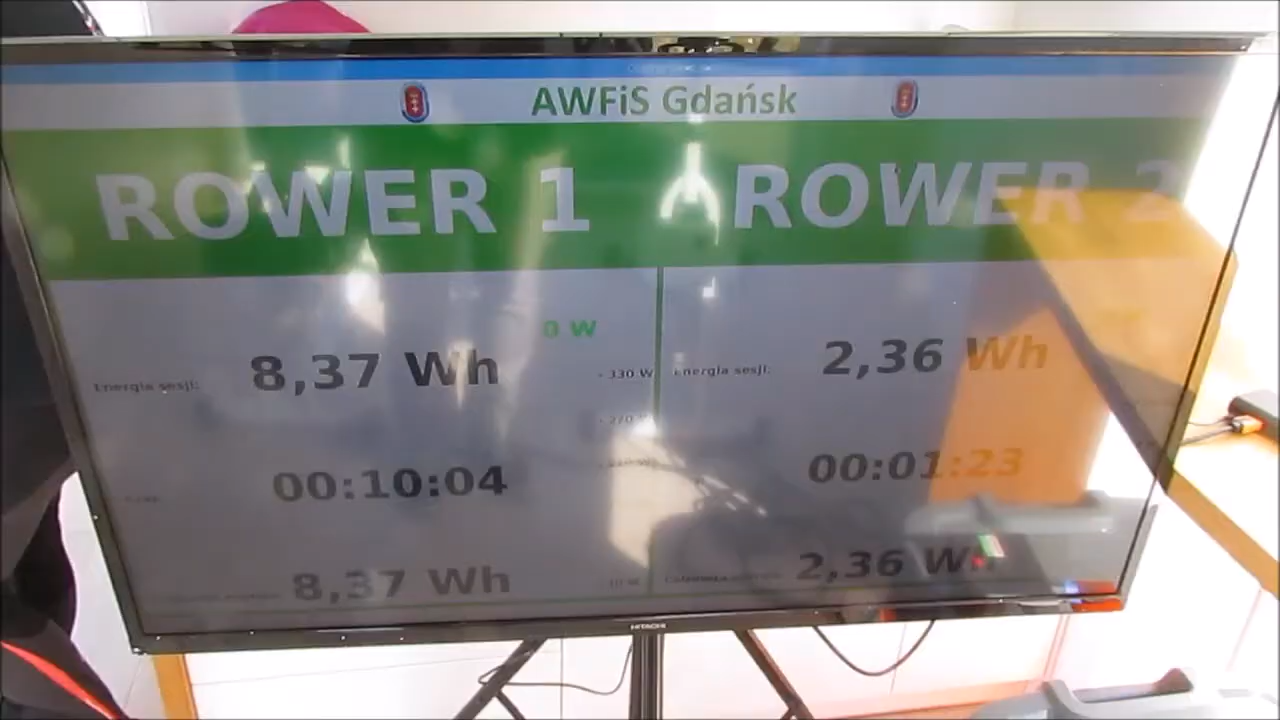 AWFiS Gdańsk
ROWER 1
ROWER 2
0 W
Energia sesji: 8,37 Wh
- 330 W
Energia sesji: 2,36 Wh
- 270
00:10:04
00:01:23
8,37 Wh
2,36 Wh
HITACHI